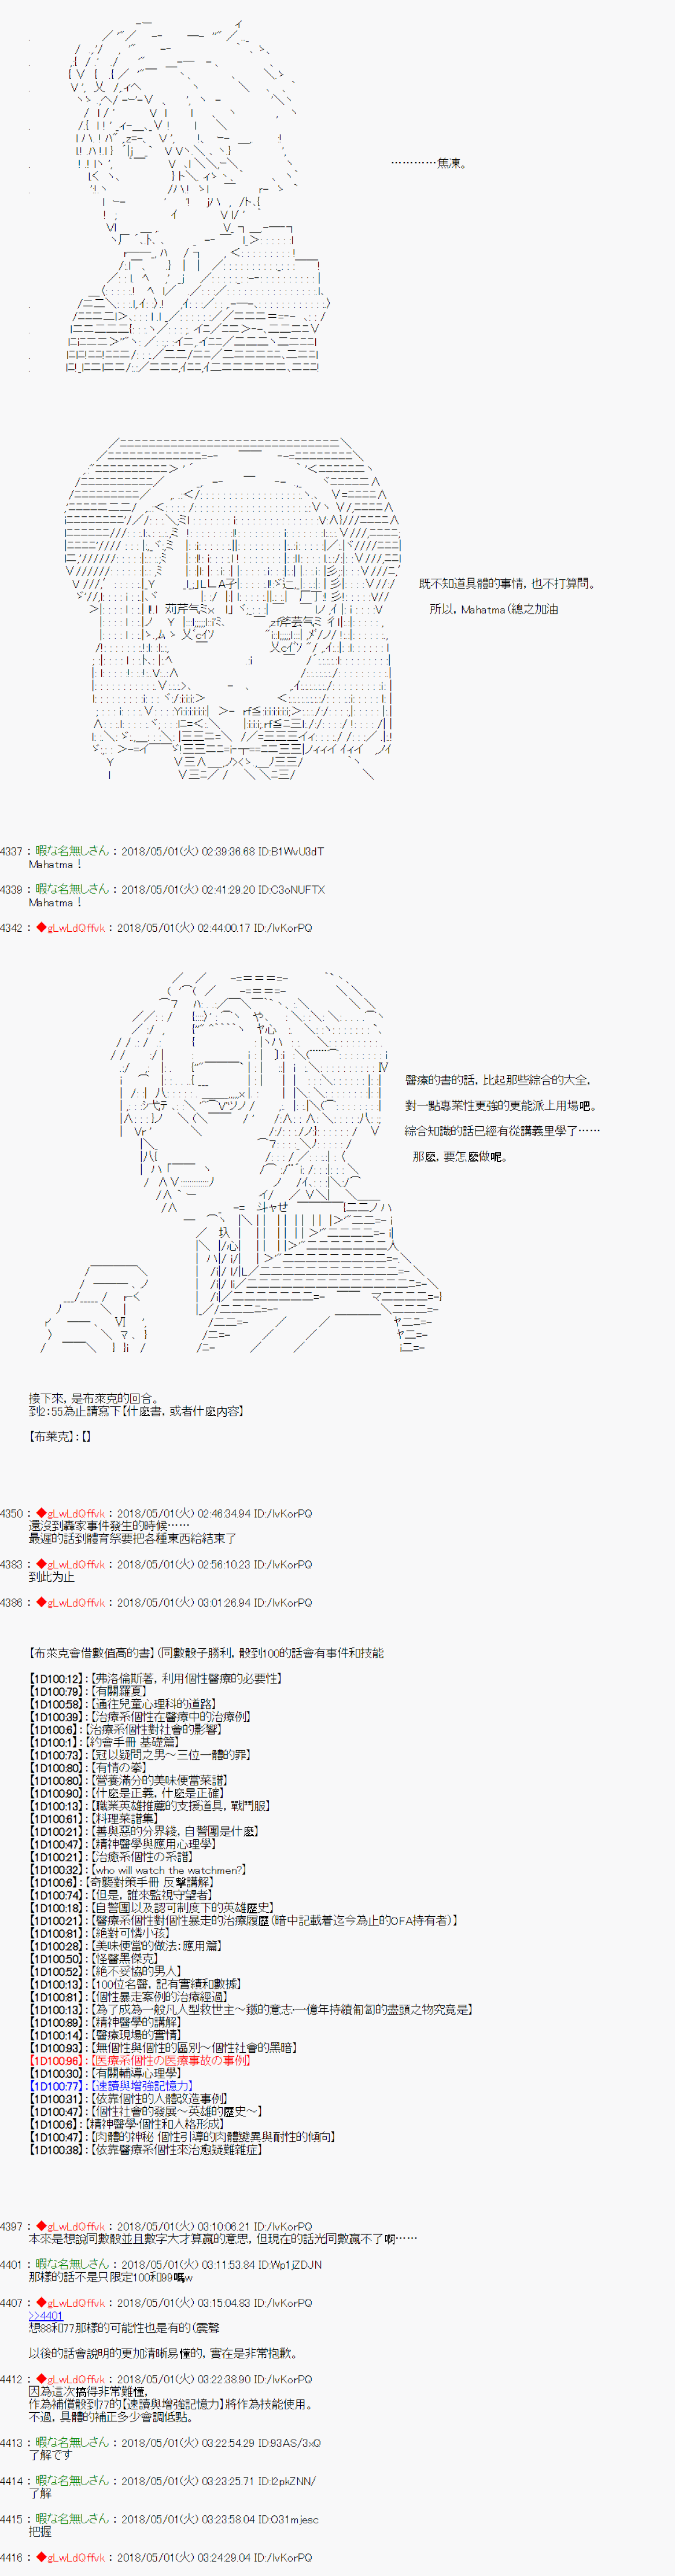 …………焦凍。
既不知道具體的事情，也不打算問。
所以，Mahatma（總之加油
4337 ：暇な名無しさん ：2018/05/01(火) 02:39:36.68 ID:B1WvU3dT
Mahatma！
4339 ：暇な名無しさん ：2018/05/01(火) 02:41:29.20 ID:C3oNUFTX
Mahatma！
4342 ：◆gLwLdQffvk ：2018/05/01(火) 02:44:00.17 ID:/IvKorPQ
醫療的書的話，比起那些綜合的大全，
對一點專業性更強的更能派上用場吧。
綜合知識的話已經有從講義里學了……
那麽，要怎麽做呢。
接下來，是布萊克的回合。
到2：55為止請寫下【什麽書，或者什麽內容】
【布萊克】：【】
4350 ：◆gLwLdQffvk ：2018/05/01(火) 02:46:34.94 ID:/IvKorPQ
還沒到轟家事件發生的時候……
最遲的話到體育祭要把各種東西給結束了
4383 ：◆gLwLdQffvk ：2018/05/01(火) 02:56:10.23 ID:/IvKorPQ
到此為止
4386 ：◆gLwLdQffvk ：2018/05/01(火) 03:01:26.94 ID:/IvKorPQ
【布萊克會借數值高的書】（同數骰子勝利，骰到100的話會有事件和技能
【1D100:12】：【弗洛倫斯著，利用個性醫療的必要性】
【1D100:79】：【有關羅夏】
【1D100:58】：【通往兒童心理科的道路】
【1D100:39】：【治療系個性在醫療中的治療例】
【1D100:6】：【治療系個性對社會的影響】
【1D100:1】：【約會手冊 基礎篇】
【1D100:73】：【冠以疑問之男～三位一體的罪】
【1D100:80】：【有情の拳】
【1D100:80】：【營養滿分的美味便當菜譜】
【1D100:90】：【什麽是正義，什麽是正確】
【1D100:13】：【職業英雄推薦的支援道具，戰鬥服】
【1D100:61】：【料理菜譜集】
【1D100:21】：【善與惡的分界綫，自警團是什麽】
【1D100:47】：【精神醫學與應用心理學】
【1D100:21】：【治癒系個性の系譜】
【1D100:32】：【who will watch the watchmen?】
【1D100:6】：【奇襲對策手冊 反擊講解】
【1D100:74】：【但是，誰來監視守望者】
【1D100:18】：【自警團以及認可制度下的英雄歷史】
【1D100:21】：【醫療系個性對個性暴走的治療履歷（暗中記載着迄今為止的OFA持有者）】
【1D100:81】：【絶對可憐小孩】
【1D100:28】：【美味便當的做法：應用篇】
【1D100:50】：【怪醫黑傑克】
【1D100:52】：【絶不妥協的男人】
【1D100:13】：【100位名醫，記有實績和數據】
【1D100:81】：【個性暴走案例的治療經過】
【1D100:13】：【為了成為一般凡人型救世主～鐵的意志・一億年持續匍匐的盡頭之物究竟是】
【1D100:89】：【精神醫學的講解】
【1D100:14】：【醫療現場的實情】
【1D100:93】：【無個性與個性的區別～個性社會的黑暗】
【1D100:96】：【医療系個性の医療事故の事例】
【1D100:30】：【有關輔導心理學】
【1D100:77】：【速讀與增強記憶力】
【1D100:31】：【依靠個性的人體改造事例】
【1D100:47】：【個性社會的發展～英雄的歷史～】
【1D100:6】：【精神醫學・個性和人格形成】
【1D100:47】：【肉體的神秘 個性引導的肉體變異與耐性的傾向】
【1D100:38】：【依靠醫療系個性來治愈疑難雜症】
4397 ：◆gLwLdQffvk ：2018/05/01(火) 03:10:06.21 ID:/IvKorPQ
本來是想說同數骰並且數字大才算贏的意思，但現在的話光同數贏不了啊……
4401 ：暇な名無しさん ：2018/05/01(火) 03:11:53.84 ID:Wp1jZDJN
那樣的話不是只限定100和99嗎w
4407 ：◆gLwLdQffvk ：2018/05/01(火) 03:15:04.83 ID:/IvKorPQ
>>4401
想88和77那樣的可能性也是有的（震聲
以後的話會說明的更加清晰易懂的，實在是非常抱歉。
4412 ：◆gLwLdQffvk ：2018/05/01(火) 03:22:38.90 ID:/IvKorPQ
因為這次搞得非常難懂，
作為補償骰到77的【速讀與增強記憶力】將作為技能使用。
不過，具體的補正多少會調低點。
4413 ：暇な名無しさん ：2018/05/01(火) 03:22:54.29 ID:93AS/3xQ
了解です
4414 ：暇な名無しさん ：2018/05/01(火) 03:23:25.71 ID:I2pkZNN/
了解
4415 ：暇な名無しさん ：2018/05/01(火) 03:23:58.04 ID:O31mjesc
把握
4416 ：◆gLwLdQffvk ：2018/05/01(火) 03:24:29.04 ID:/IvKorPQ